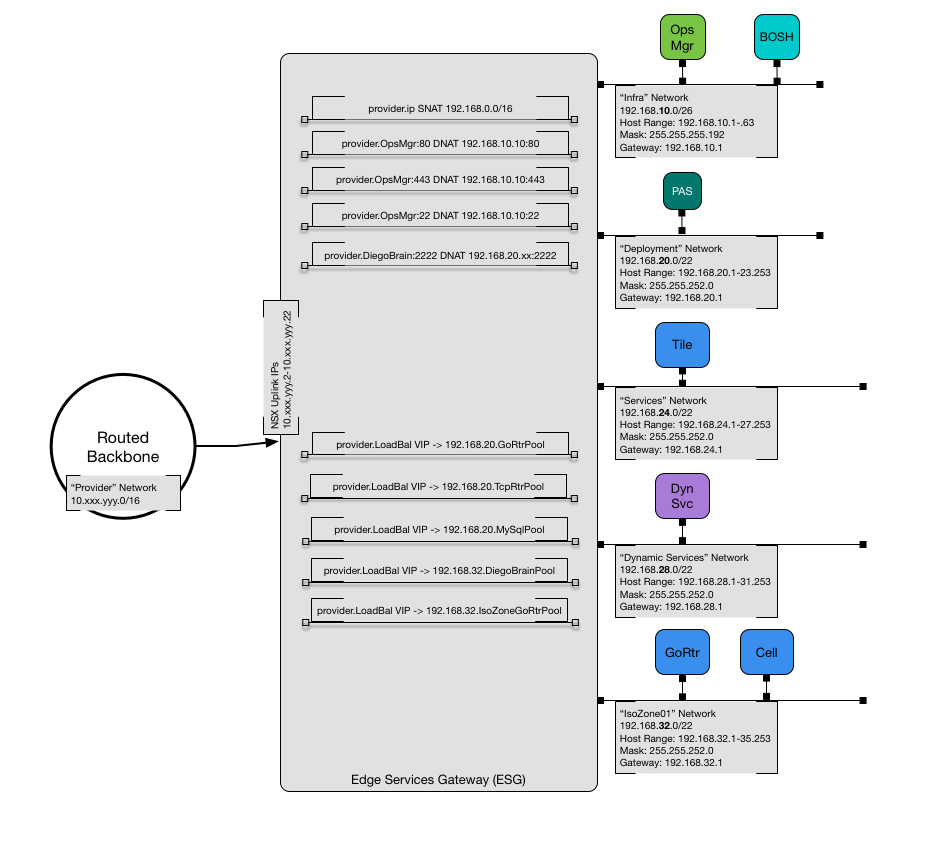 Ops
Mgr
BOSH
provider.ip SNAT 192.168.0.0/16
provider.OpsMgr:80 DNAT 192.168.10.10:80
provider.OpsMgr:443 DNAT 192.168.10.10:443
provider.OpsMgr:22 DNAT 192.168.10.10:22
provider.DiegoBrain:2222 DNAT 192.168.20.xx:2222
“Infra” Network
192.168.10.0/26
Host Range: 192.168.10.1-.63
Mask: 255.255.255.192
Gateway: 192.168.10.1
PAS
“Deployment” Network
192.168.20.0/22
Host Range: 192.168.20.1-23.253
Mask: 255.255.252.0
Gateway: 192.168.20.1
NSX Uplink IPs
10.xxx.yyy.2-10.xxx.yyy.22
Tile
“Services” Network
192.168.24.0/22
Host Range: 192.168.24.1-27.253
Mask: 255.255.252.0
Gateway: 192.168.24.1
Routed
Backbone
“Provider” Network
10.xxx.yyy.0/16
provider.LoadBal VIP -> 192.168.20.GoRtrPool
provider.LoadBal VIP -> 192.168.20.TcpRtrPool
provider.LoadBal VIP -> 192.168.20.MySqlPool
provider.LoadBal VIP -> 192.168.32.DiegoBrainPool
provider.LoadBal VIP -> 192.168.32.IsoZoneGoRtrPool
Dyn
Svc
“Dynamic Services” Network
192.168.28.0/22
Host Range: 192.168.28.1-31.253
Mask: 255.255.252.0
Gateway: 192.168.28.1
GoRtr
Cell
“IsoZone01” Network
192.168.32.0/22
Host Range: 192.168.32.1-35.253
Mask: 255.255.252.0
Gateway: 192.168.32.1
Edge Services Gateway (ESG)